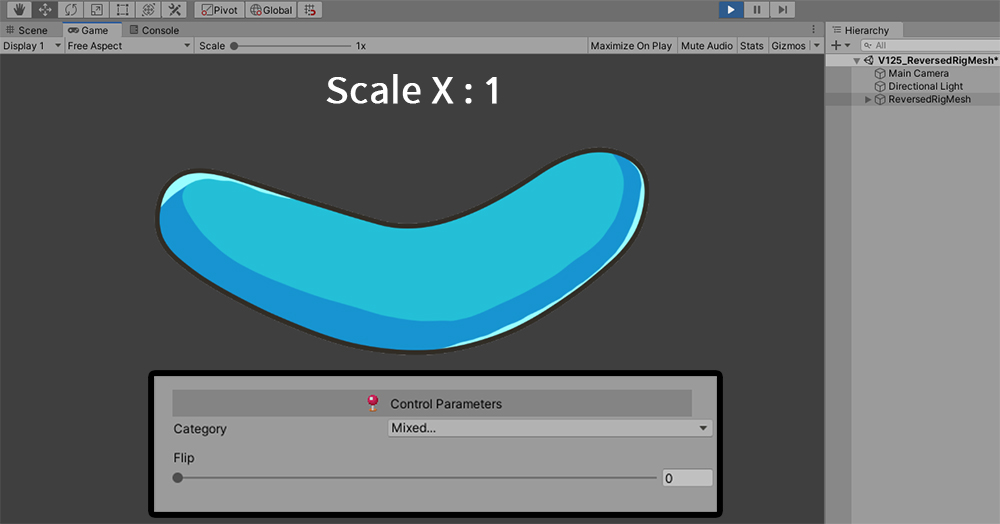 Pivot Global
Scene Game Console
Display 1 Free Aspect Scale 1x Maximize On Play Mute Audio Stats Gizmos
Hierarchy
All
V125_ReversedRigMesh*
Main Camera
Directional Light
ReversedRigMesh
Scale X : 1
Control Parameters
Category Mixed...
Flip
0